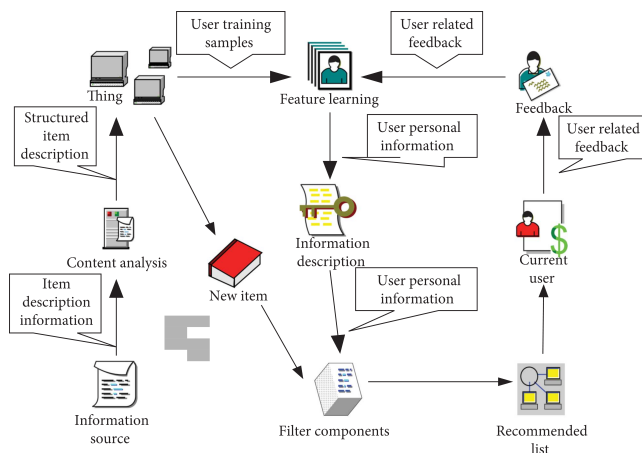 User training
samples
User related
feedback
Thing
Feature learning
Feedback
Structured
item
description
User personal
information
User related
feedback
Content analysis
New item
Information
description
Current
user
Item
description
information
User personal
information
Information
source
Filter components
Recommended
list